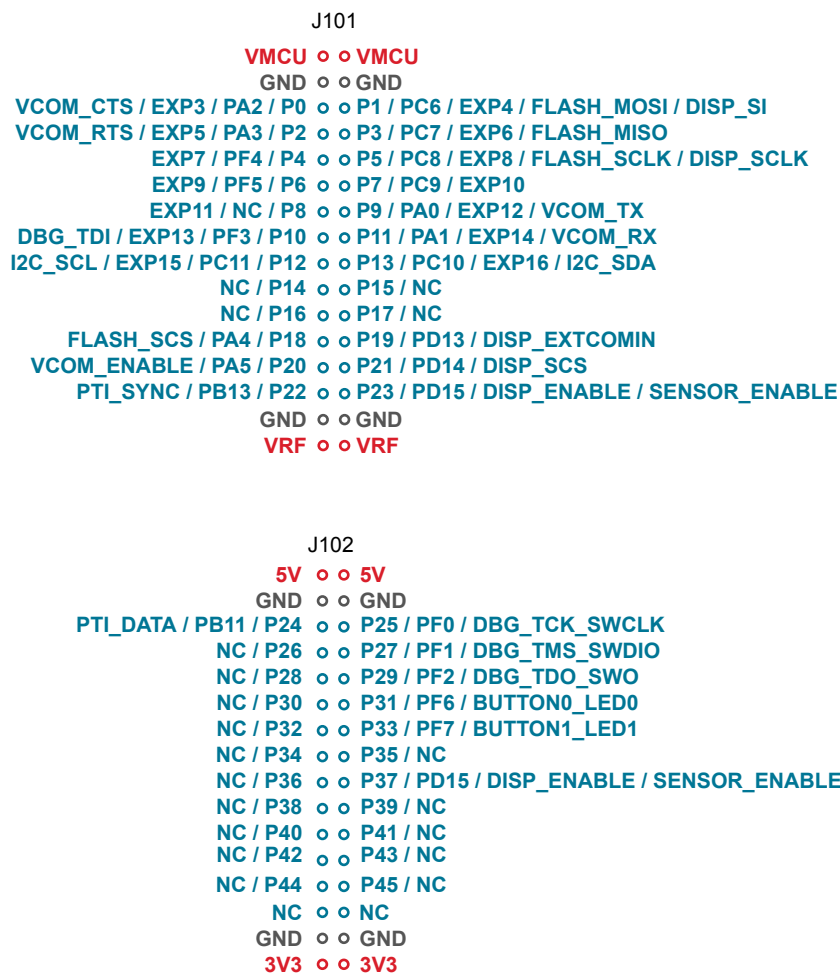 J101
VMCU VMCU
GND GND
VCOM_CTS / EXP3 / PA2 / P0 P1 / PC6 / EXP4 / FLASH_MOSI / DISP_SI
VCOM_RTS / EXP5 / PA3 / P2 P3 / PC7 / EXP6 / FLASH_MISO
EXP7 / PF4 / P4 P5 / PC8 / EXP8 / FLASH_SCLK / DISP_SCLK
EXP9 / PF5 / P6 P7 / PC9 / EXP10
EXP11 / NC / P8 P9 / PA0 / EXP12 / VCOM_TX
DBG_TDI / EXP13 / PF3 / P10 P11 / PA1 / EXP14 / VCOM_RX
I2C_SCL / EXP15 / PC11 / P12 P13 / PC10 / EXP16 / I2C_SDA
NC / P14 P15 / NC
NC / P16 P17 / NC
FLASH_SCS / PA4 / P18 P19 / PD13 / DISP_EXTCOMIN
VCOM_ENABLE / PA5 / P20 P21 / PD14 / DISP_SCS
PTI_SYNC / PB13 / P22 P23 / PD15 / DISP_ENABLE / SENSOR_ENABLE
GND GND
VRF VRF
J102
5V 5V
GND GND
PTI_DATA / PB11 / P24 P25 / PF0 / DBG_TCK_SWCLK
NC / P26 P27 / PF1 / DBG_TMS_SWDIO
NC / P28 P29 / PF2 / DBG_TDO_SWO
NC / P30 P31 / PF6 / BUTTON0_LED0
NC / P32 P33 / PF7 / BUTTON1_LED1
NC / P34 P35 / NC
NC / P36 P37 / PD15 / DISP_ENABLE / SENSOR_ENABLE
NC / P38 P39 / NC
NC / P40 P41 / NC
NC / P42 P43 / NC
NC / P44 P45 / NC
NC NC
GND GND
3V3 3V3